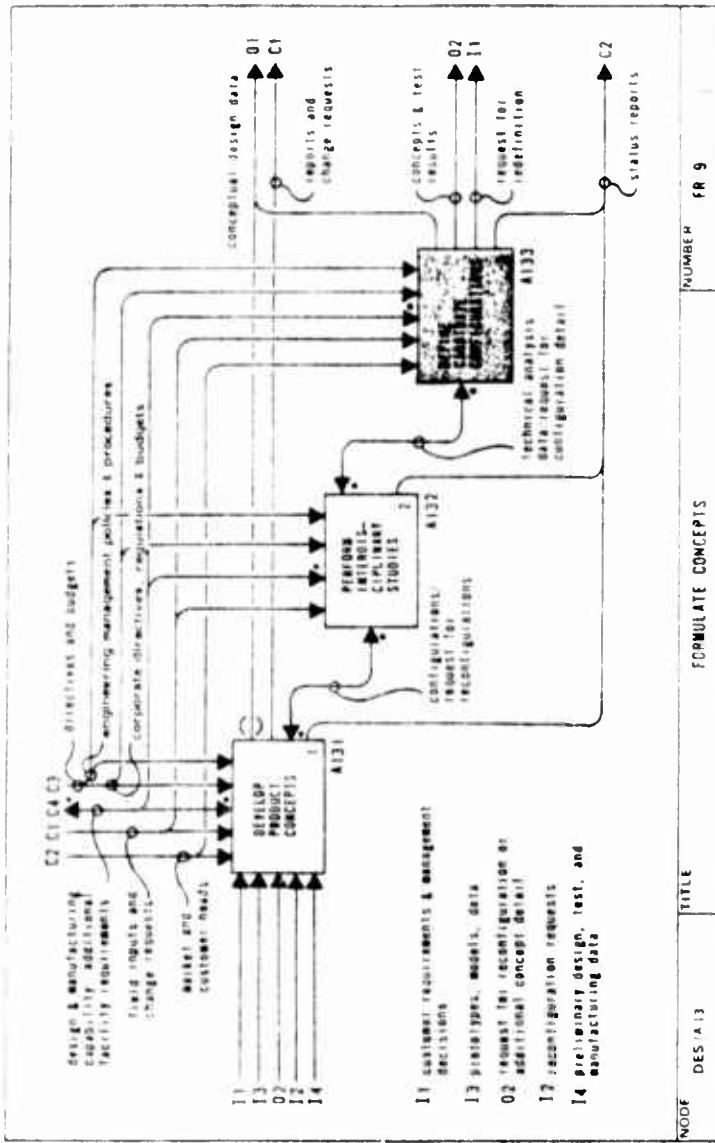 C2 C1 C4 C3
directives and budgets
engineering management policies & procedures
corporate directives, regulations & budgets
design & manufacturing
capability additional
facility requirements
field inputs and
change requests
market and
customer needs
I1
I3
O2
I2
I4
DEVELOP
PRODUCT
CONCEPTS
1
A131
PERFORM
INTERDIS-
CIPLINARY
STUDIES
2
A132
DEFINE
CANDIDATE
CONFIGURATIONS
A133
configurations/
request for
reconfigurations
technical analysis
data request for
configuration detail
conceptual design data
O1
reports and
change requests
C1
concepts & test
results
O2
request for
redefinition
I1
status reports
C2
I1 customer requirements & management
decisions
I3 prototypes, models, data
O2 request for reconfiguration or
additional concept detail
I2 reconfiguration requests
I4 preliminary design, test, and
manufacturing data
NODE DES/A13
TITLE FORMULATE CONCEPTS
NUMBER FR 9